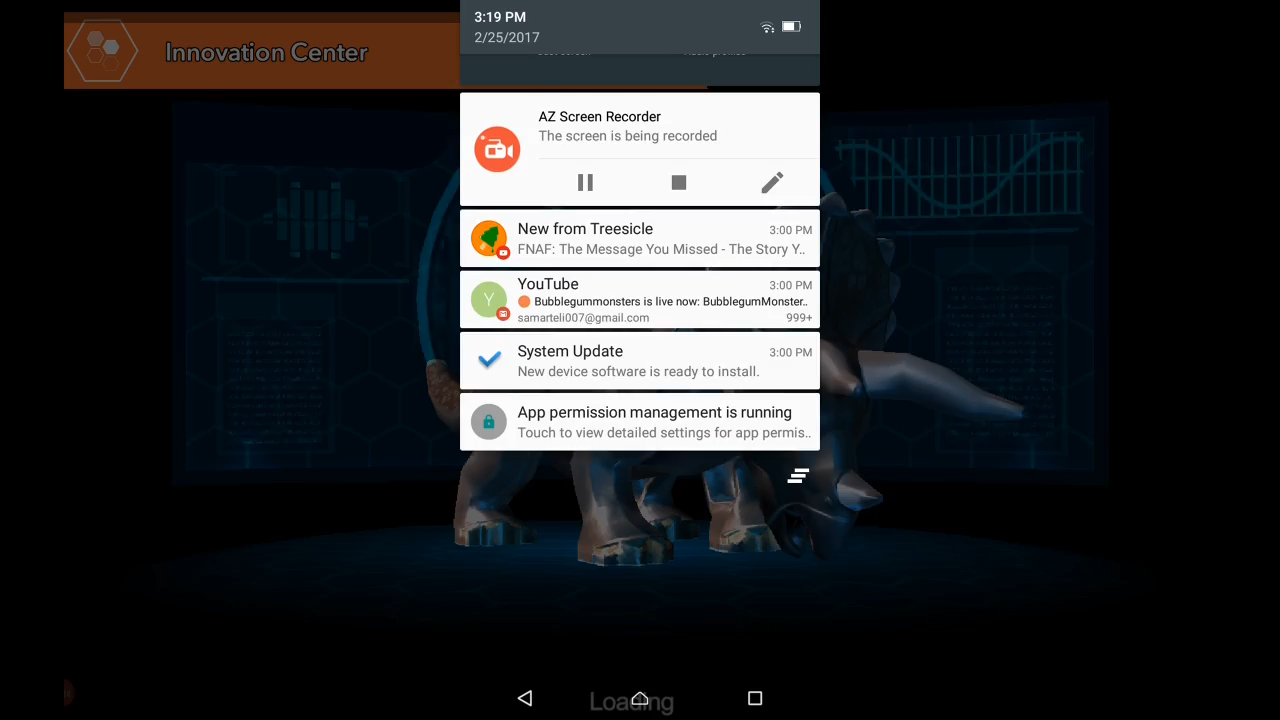 3:19 PM
2/25/2017
Innovation Center
AZ Screen Recorder
The screen is being recorded
New from Treesicle 3:00 PM
FNAF: The Message You Missed - The Story Y..
Y
YouTube 3:00 PM
Bubblegummonsters is live now: BubblegumMonster..
samarteli007@gmail.com 999+
System Update 3:00 PM
New device software is ready to install.
App permission management is running
Touch to view detailed settings for app permis..
Loading